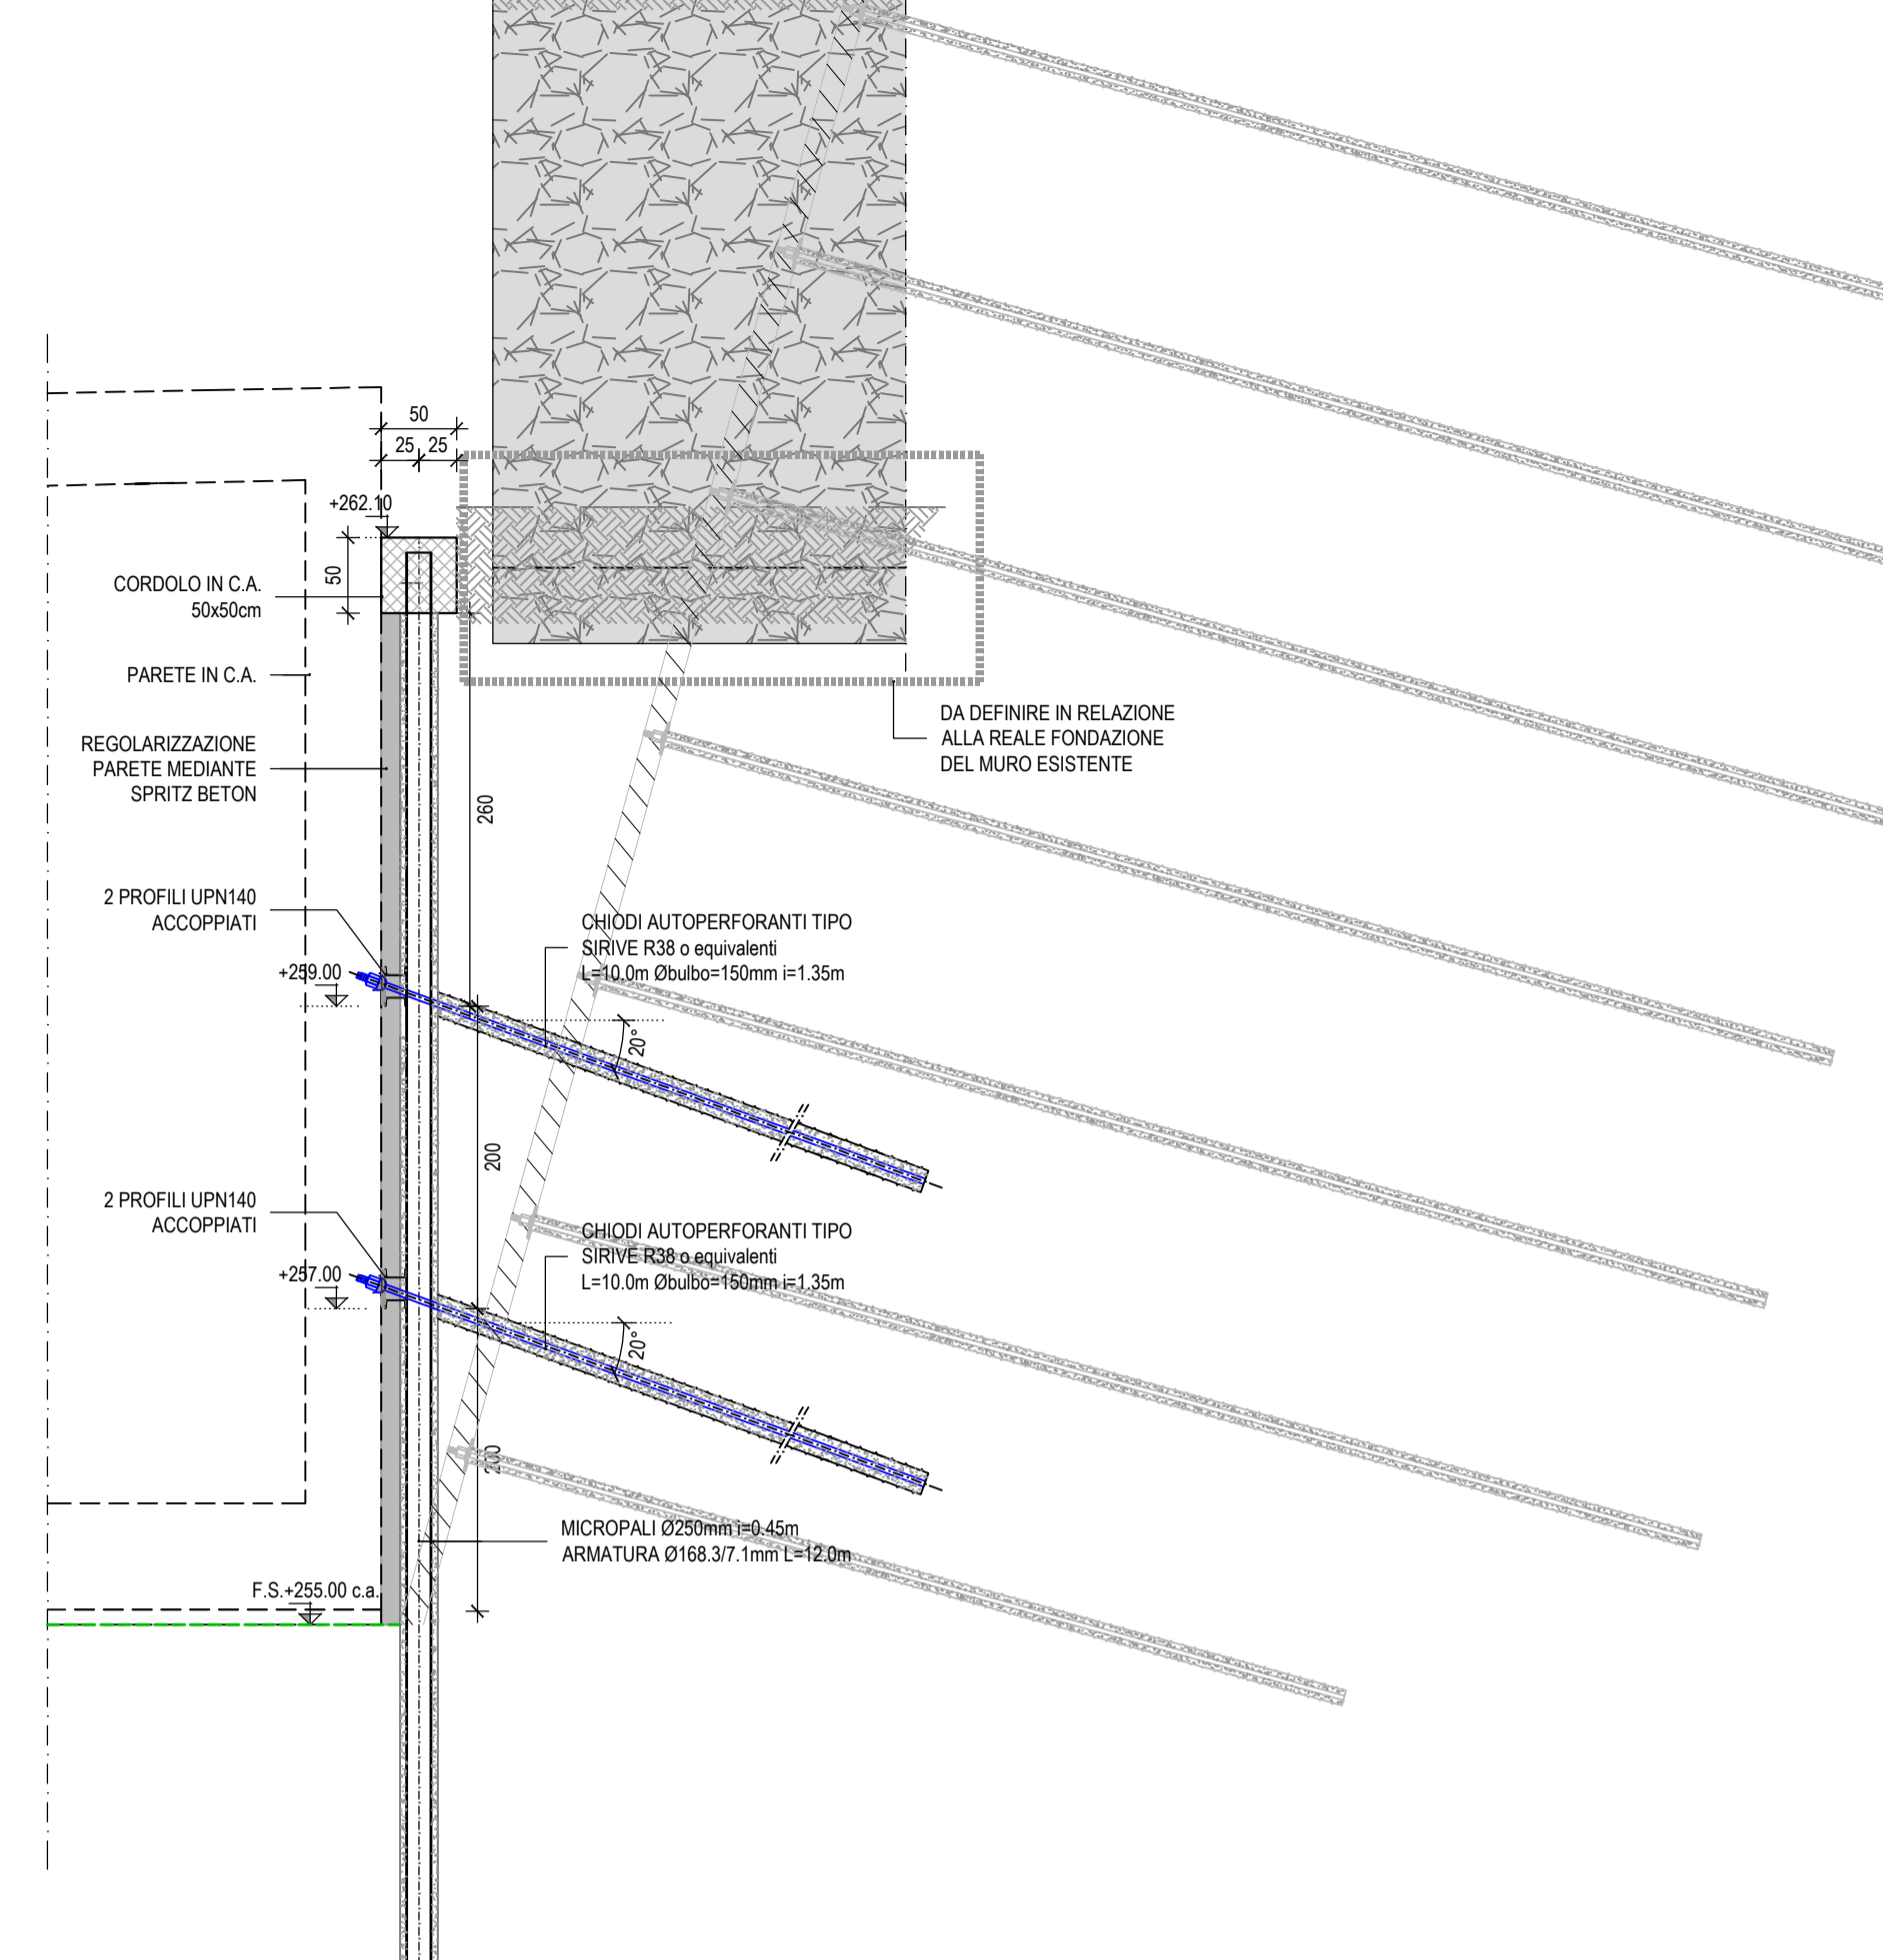 50
25 25
+262.10
50
CORDOLO IN C.A.
50x50cm
PARETE IN C.A.
REGOLARIZZAZIONE
PARETE MEDIANTE
SPRITZ BETON
DA DEFINIRE IN RELAZIONE
ALLA REALE FONDAZIONE
DEL MURO ESISTENTE
260
2 PROFILI UPN140
ACCOPPIATI
CHIODI AUTOPERFORANTI TIPO
SIRIVE R38 o equivalenti
L=10.0m Øbulbo=150mm i=1.35m
+259.00
20°
200
2 PROFILI UPN140
ACCOPPIATI
CHIODI AUTOPERFORANTI TIPO
SIRIVE R38 o equivalenti
L=10.0m Øbulbo=150mm i=1.35m
+257.00
20°
200
MICROPALI Ø250mm i=0.45m
ARMATURA Ø168.3/7.1mm L=12.0m
F.S.+255.00 c.a.